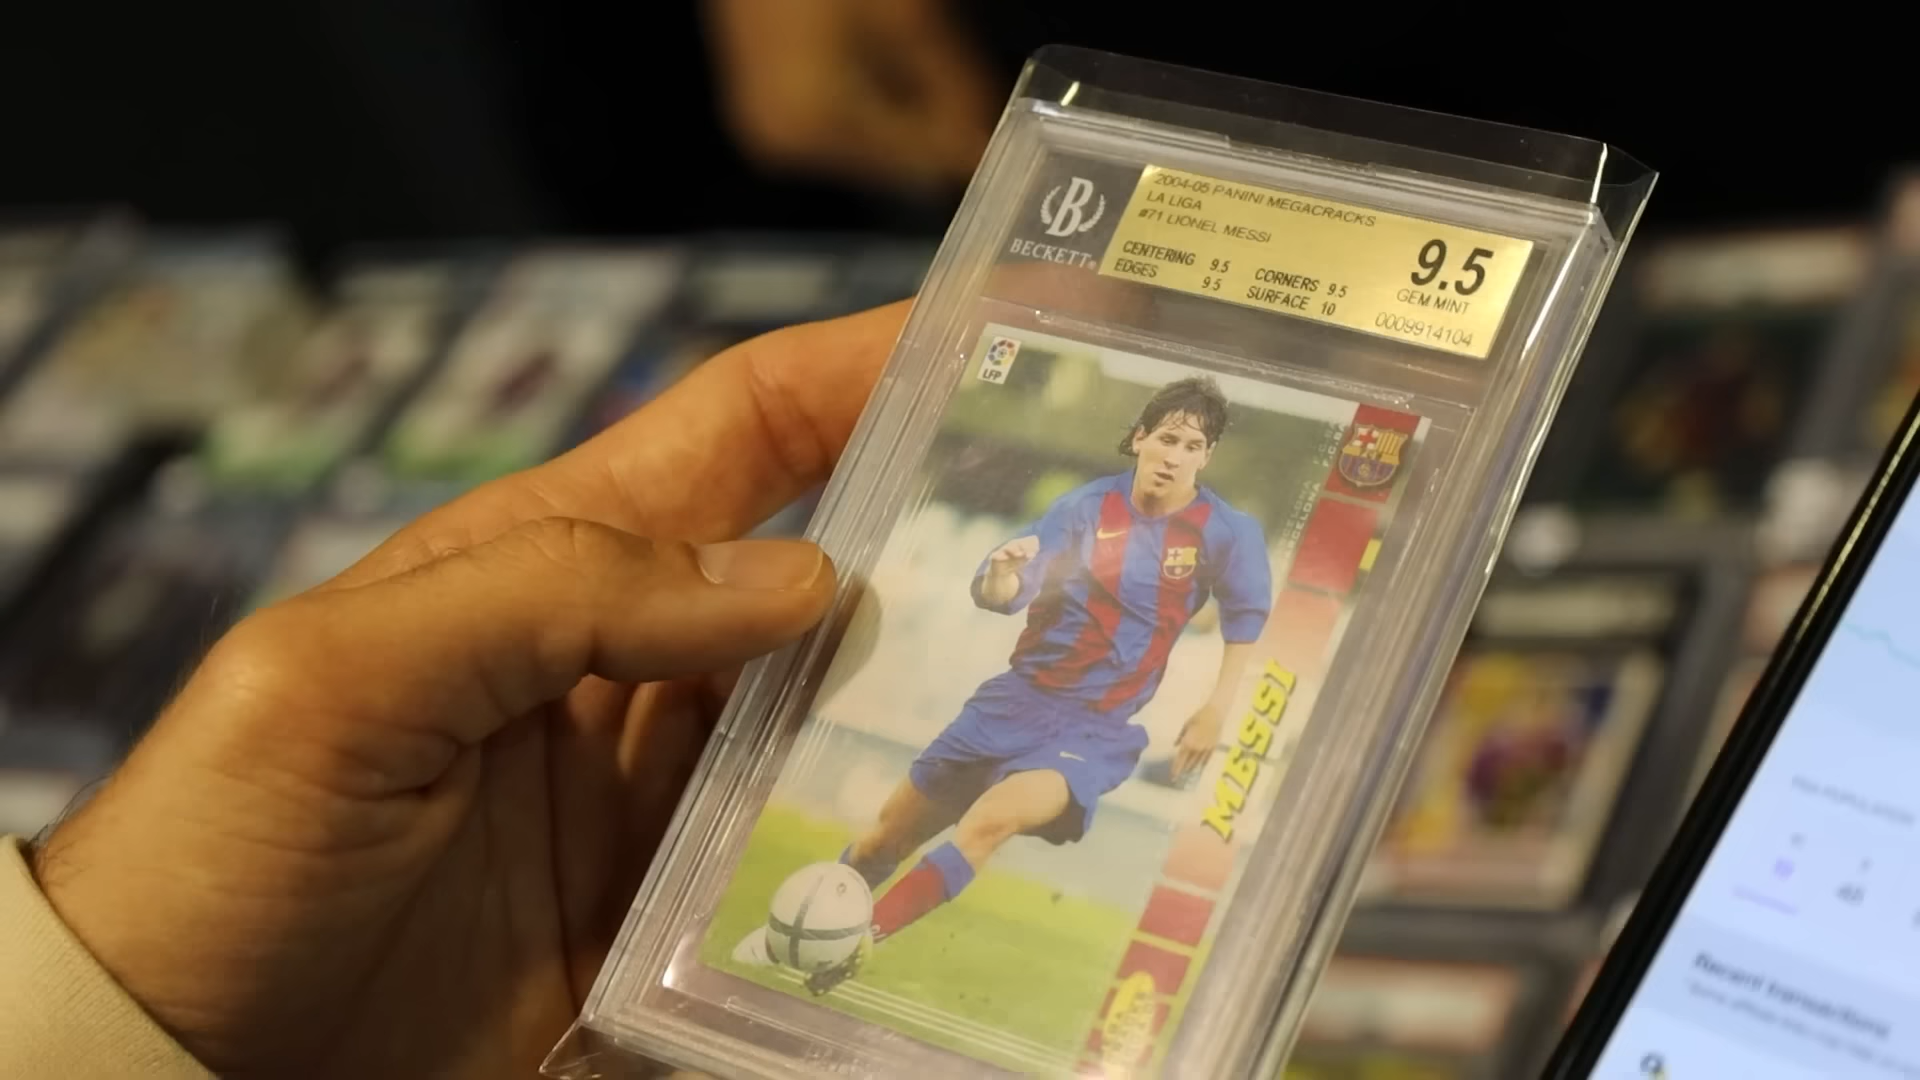 B
BECKETT®
2004-05 PANINI MEGACRACKS
LA LIGA
#71 LIONEL MESSI
CENTERING 9.5 CORNERS 9.5
EDGES 9.5 SURFACE 10
9.5
GEM MINT
0009914104
LFP
MESSI
Recent transactions